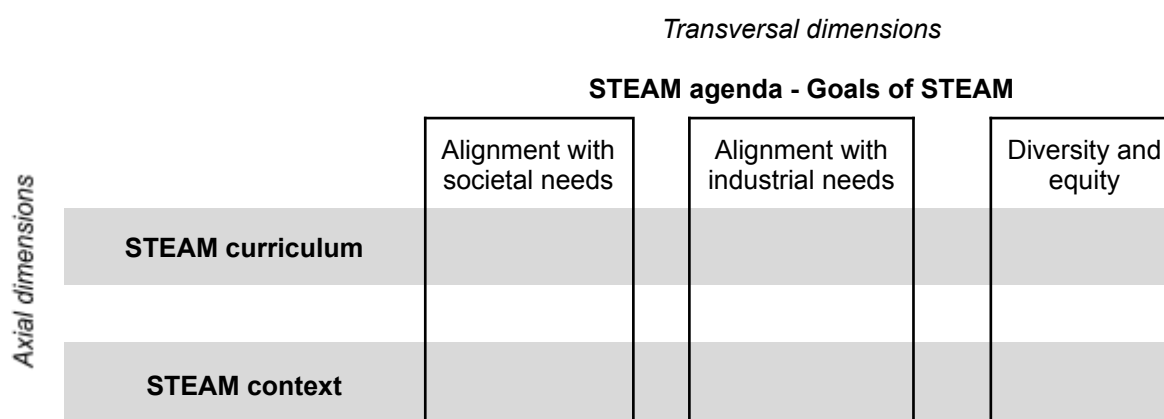 Transversal dimensions
STEAM agenda - Goals of STEAM
Alignment with
societal needs
Alignment with
industrial needs
Diversity and
equity
Axial dimensions
STEAM curriculum
STEAM context